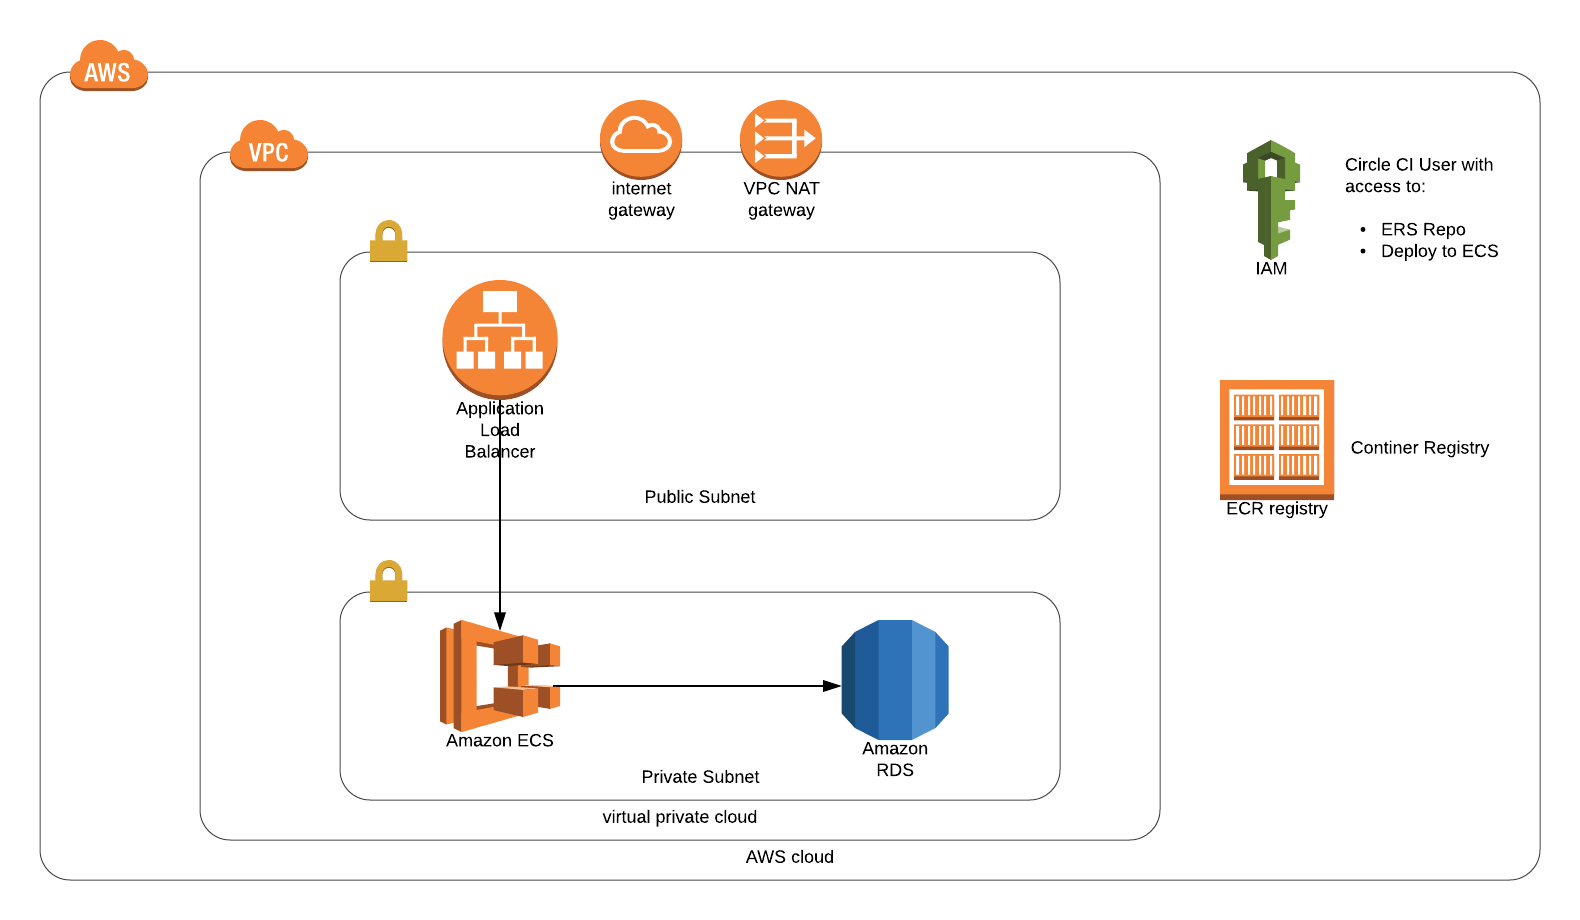 AWS
VPC
internet
gateway
VPC NAT
gateway
Circle CI User with
access to:
• ERS Repo
• Deploy to ECS
IAM
Application
Load
Balancer
Public Subnet
Continer Registry
ECR registry
Amazon ECS
Amazon
RDS
Private Subnet
virtual private cloud
AWS cloud